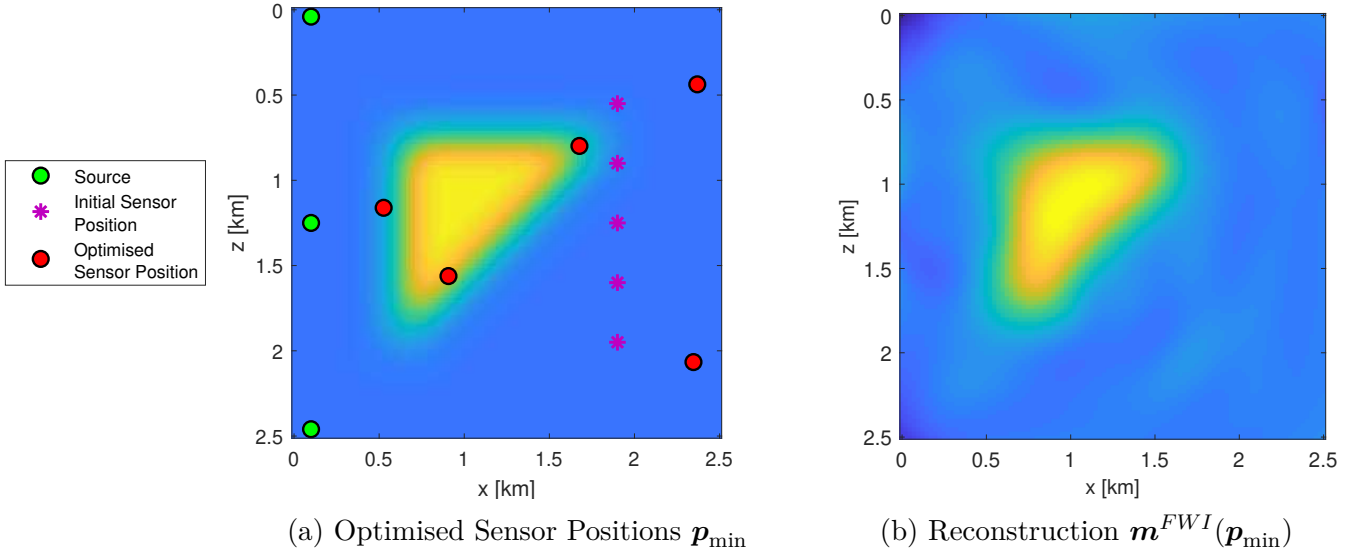 Source
Initial Sensor
Position
Optimised
Sensor Position
0
0.5
1
1.5
2
2.5
z [km]
0 0.5 1 1.5 2 2.5
x [km]
(a) Optimised Sensor Positions p_min
0
0.5
1
1.5
2
2.5
z [km]
0 0.5 1 1.5 2 2.5
x [km]
(b) Reconstruction m^{FWI}(p_min)